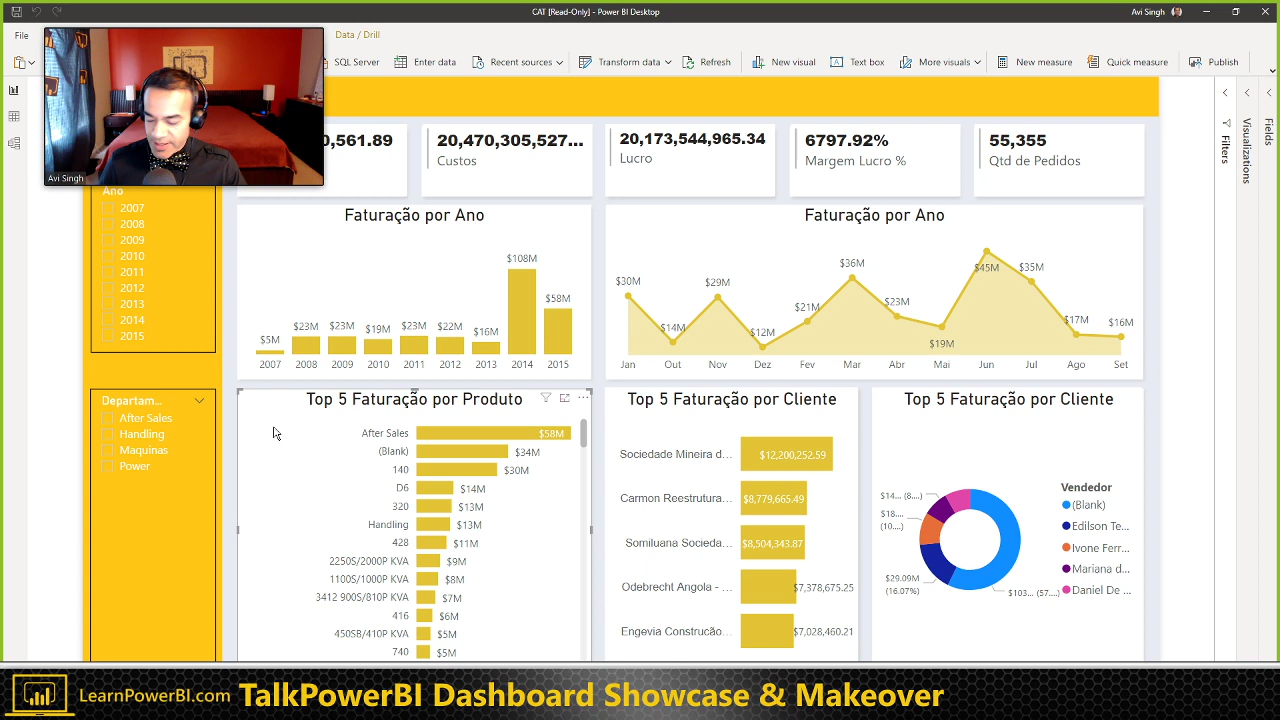 CAT [Read-Only] - Power BI Desktop
Avi Singh
File
Data / Drill
SQL Server
Enter data
Recent sources
Transform data
Refresh
New visual
Text box
More visuals
New measure
Quick measure
Publish
Avi Singh
0,561.89
20,470,305,527...
Custos
20,173,544,965.34
Lucro
6797.92%
Margem Lucro %
55,355
Qtd de Pedidos
Filters
Visualizations
Fields
Ano
2007
2008
2009
2010
2011
2012
2013
2014
2015
Faturação por Ano
$5M
$23M
$23M
$19M
$23M
$22M
$16M
$108M
$58M
2007 2008 2009 2010 2011 2012 2013 2014 2015
Faturação por Ano
$30M
$14M
$29M
$12M
$21M
$36M
$23M
$19M
$45M
$35M
$17M
$16M
Jan Out Nov Dez Fev Mar Abr Mai Jun Jul Ago Set
Departam...
After Sales
Handling
Maquinas
Power
Top 5 Faturação por Produto
After Sales $58M
(Blank) $34M
140 $30M
D6 $14M
320 $13M
Handling $13M
428 $11M
2250S/2000P KVA $9M
1100S/1000P KVA $8M
3412 900S/810P KVA $7M
416 $6M
450SB/410P KVA $5M
740 $5M
Top 5 Faturação por Cliente
Sociedade Mineira d... $12,200,252.59
Carmon Reestrutura... $8,779,665.49
Somiluana Socieda... $8,504,343.87
Odebrecht Angola - ... $7,378,675.25
Engevia Construcão... $7,028,460.21
Top 5 Faturação por Cliente
$14... (8....)
$18....
(10....)
$29.09M
(16.07%)
$103... (57....)
Vendedor
(Blank)
Edilson Te...
Ivone Ferr...
Mariana d...
Daniel De ...
LearnPowerBI.com TalkPowerBI Dashboard Showcase & Makeover